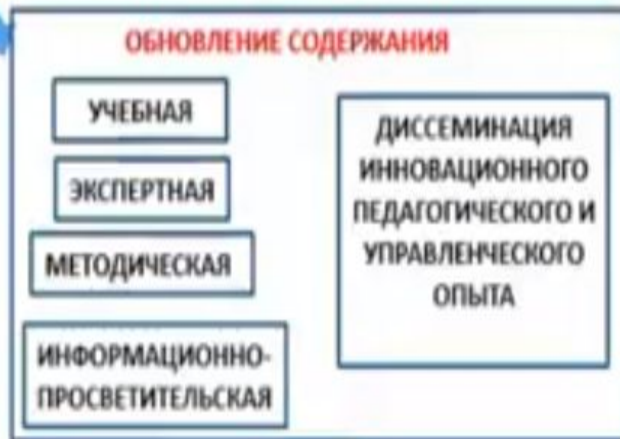 ОБНОВЛЕНИЕ СОДЕРЖАНИЯ
УЧЕБНАЯ
ЭКСПЕРТНАЯ
МЕТОДИЧЕСКАЯ
ИНФОРМАЦИОННО-
ПРОСВЕТИТЕЛЬСКАЯ
ДИССЕМИНАЦИЯ
ИННОВАЦИОННОГО
ПЕДАГОГИЧЕСКОГО И
УПРАВЛЕНЧЕСКОГО
ОПЫТА